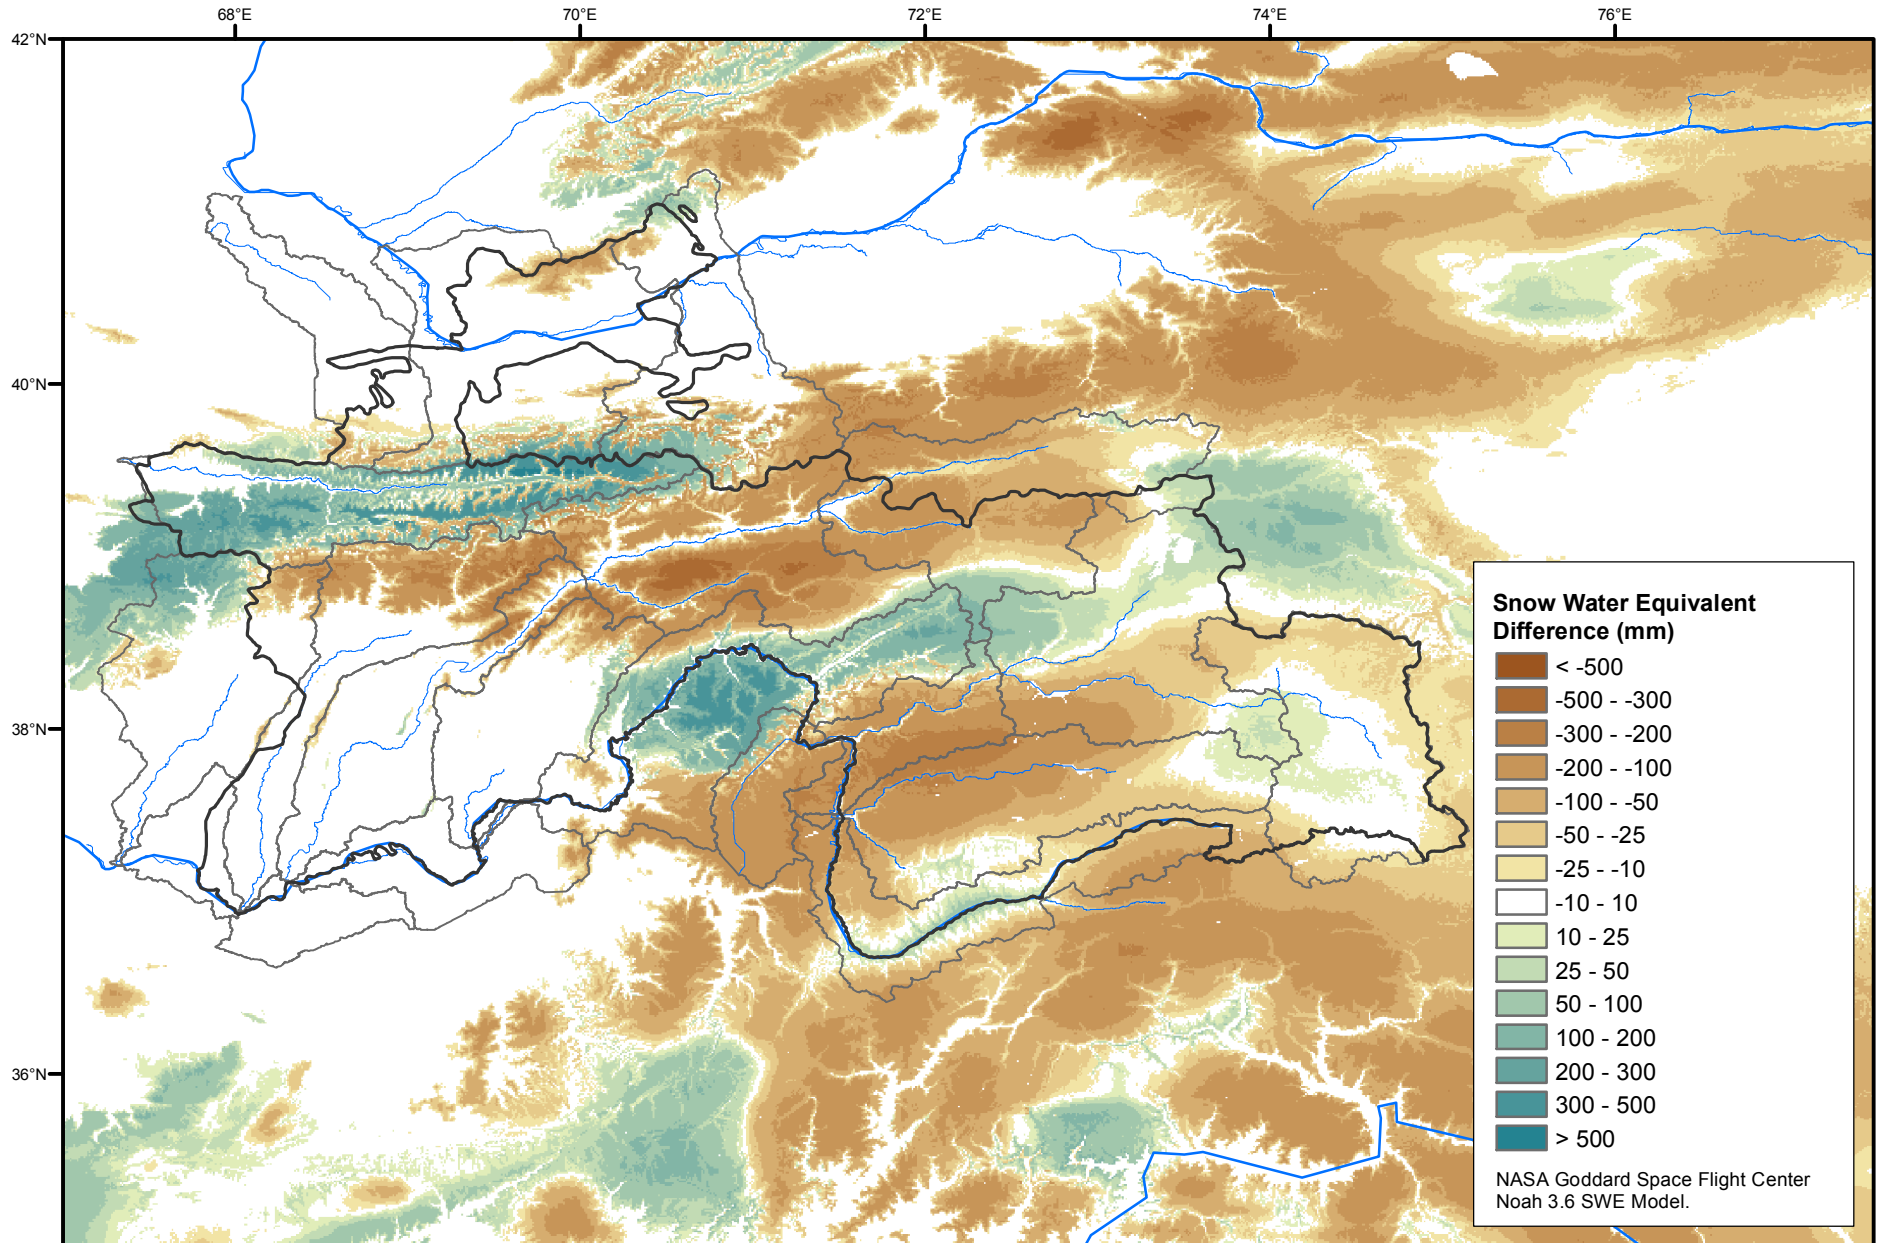 68°E 70°E 72°E 74°E 76°E
42°N
40°N
38°N
36°N
Snow Water Equivalent
Difference (mm)
< -500
-500 - -300
-300 - -200
-200 - -100
-100 - -50
-50 - -25
-25 - -10
-10 - 10
10 - 25
25 - 50
50 - 100
100 - 200
200 - 300
300 - 500
> 500
NASA Goddard Space Flight Center
Noah 3.6 SWE Model.